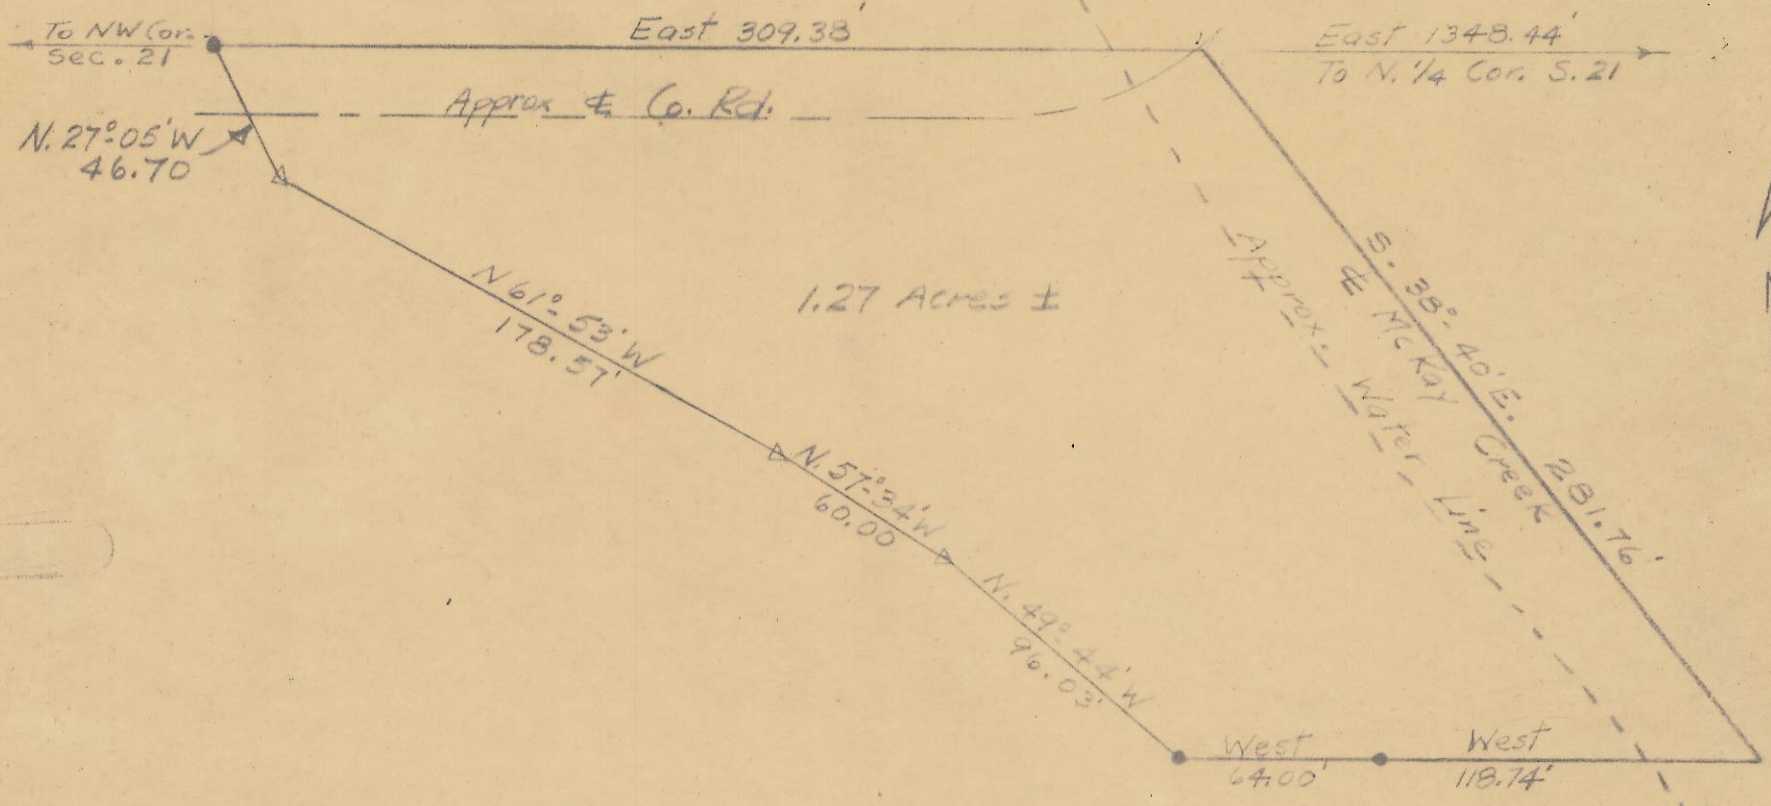 To NW Cor.
Sec. 21
East 309.38'
East 1348.44'
To N. 1/4 Cor. S. 21
Approx ℄ Co. Rd.
N. 27°-05' W
46.70
N 61°-53' W
178.57'
1.27 Acres ±
S. 38°-40' E. 281.76'
℄ McKay Creek
Approx. Water Line
N. 57°-34' W
60.00
N. 49°-44' W
96.03'
West
64.00'
West
118.74'